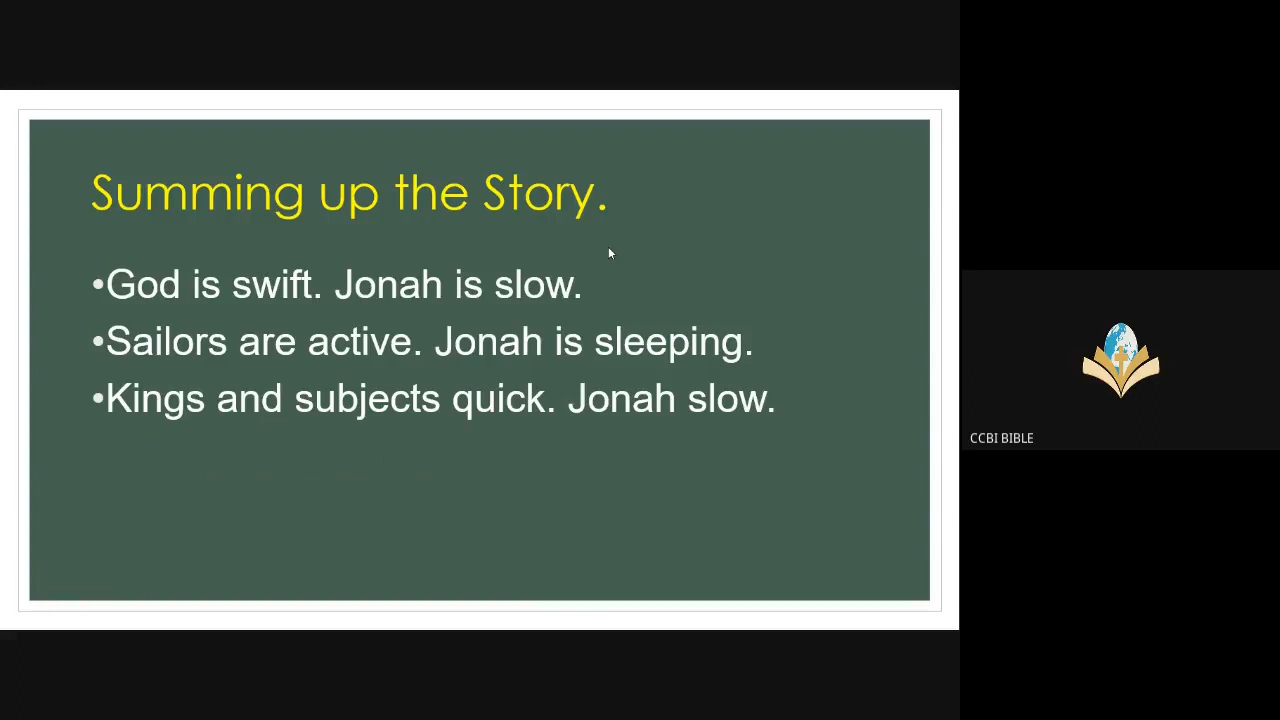 Summing up the Story.
•God is swift. Jonah is slow.
•Sailors are active. Jonah is sleeping.
•Kings and subjects quick. Jonah slow.
CCBI BIBLE